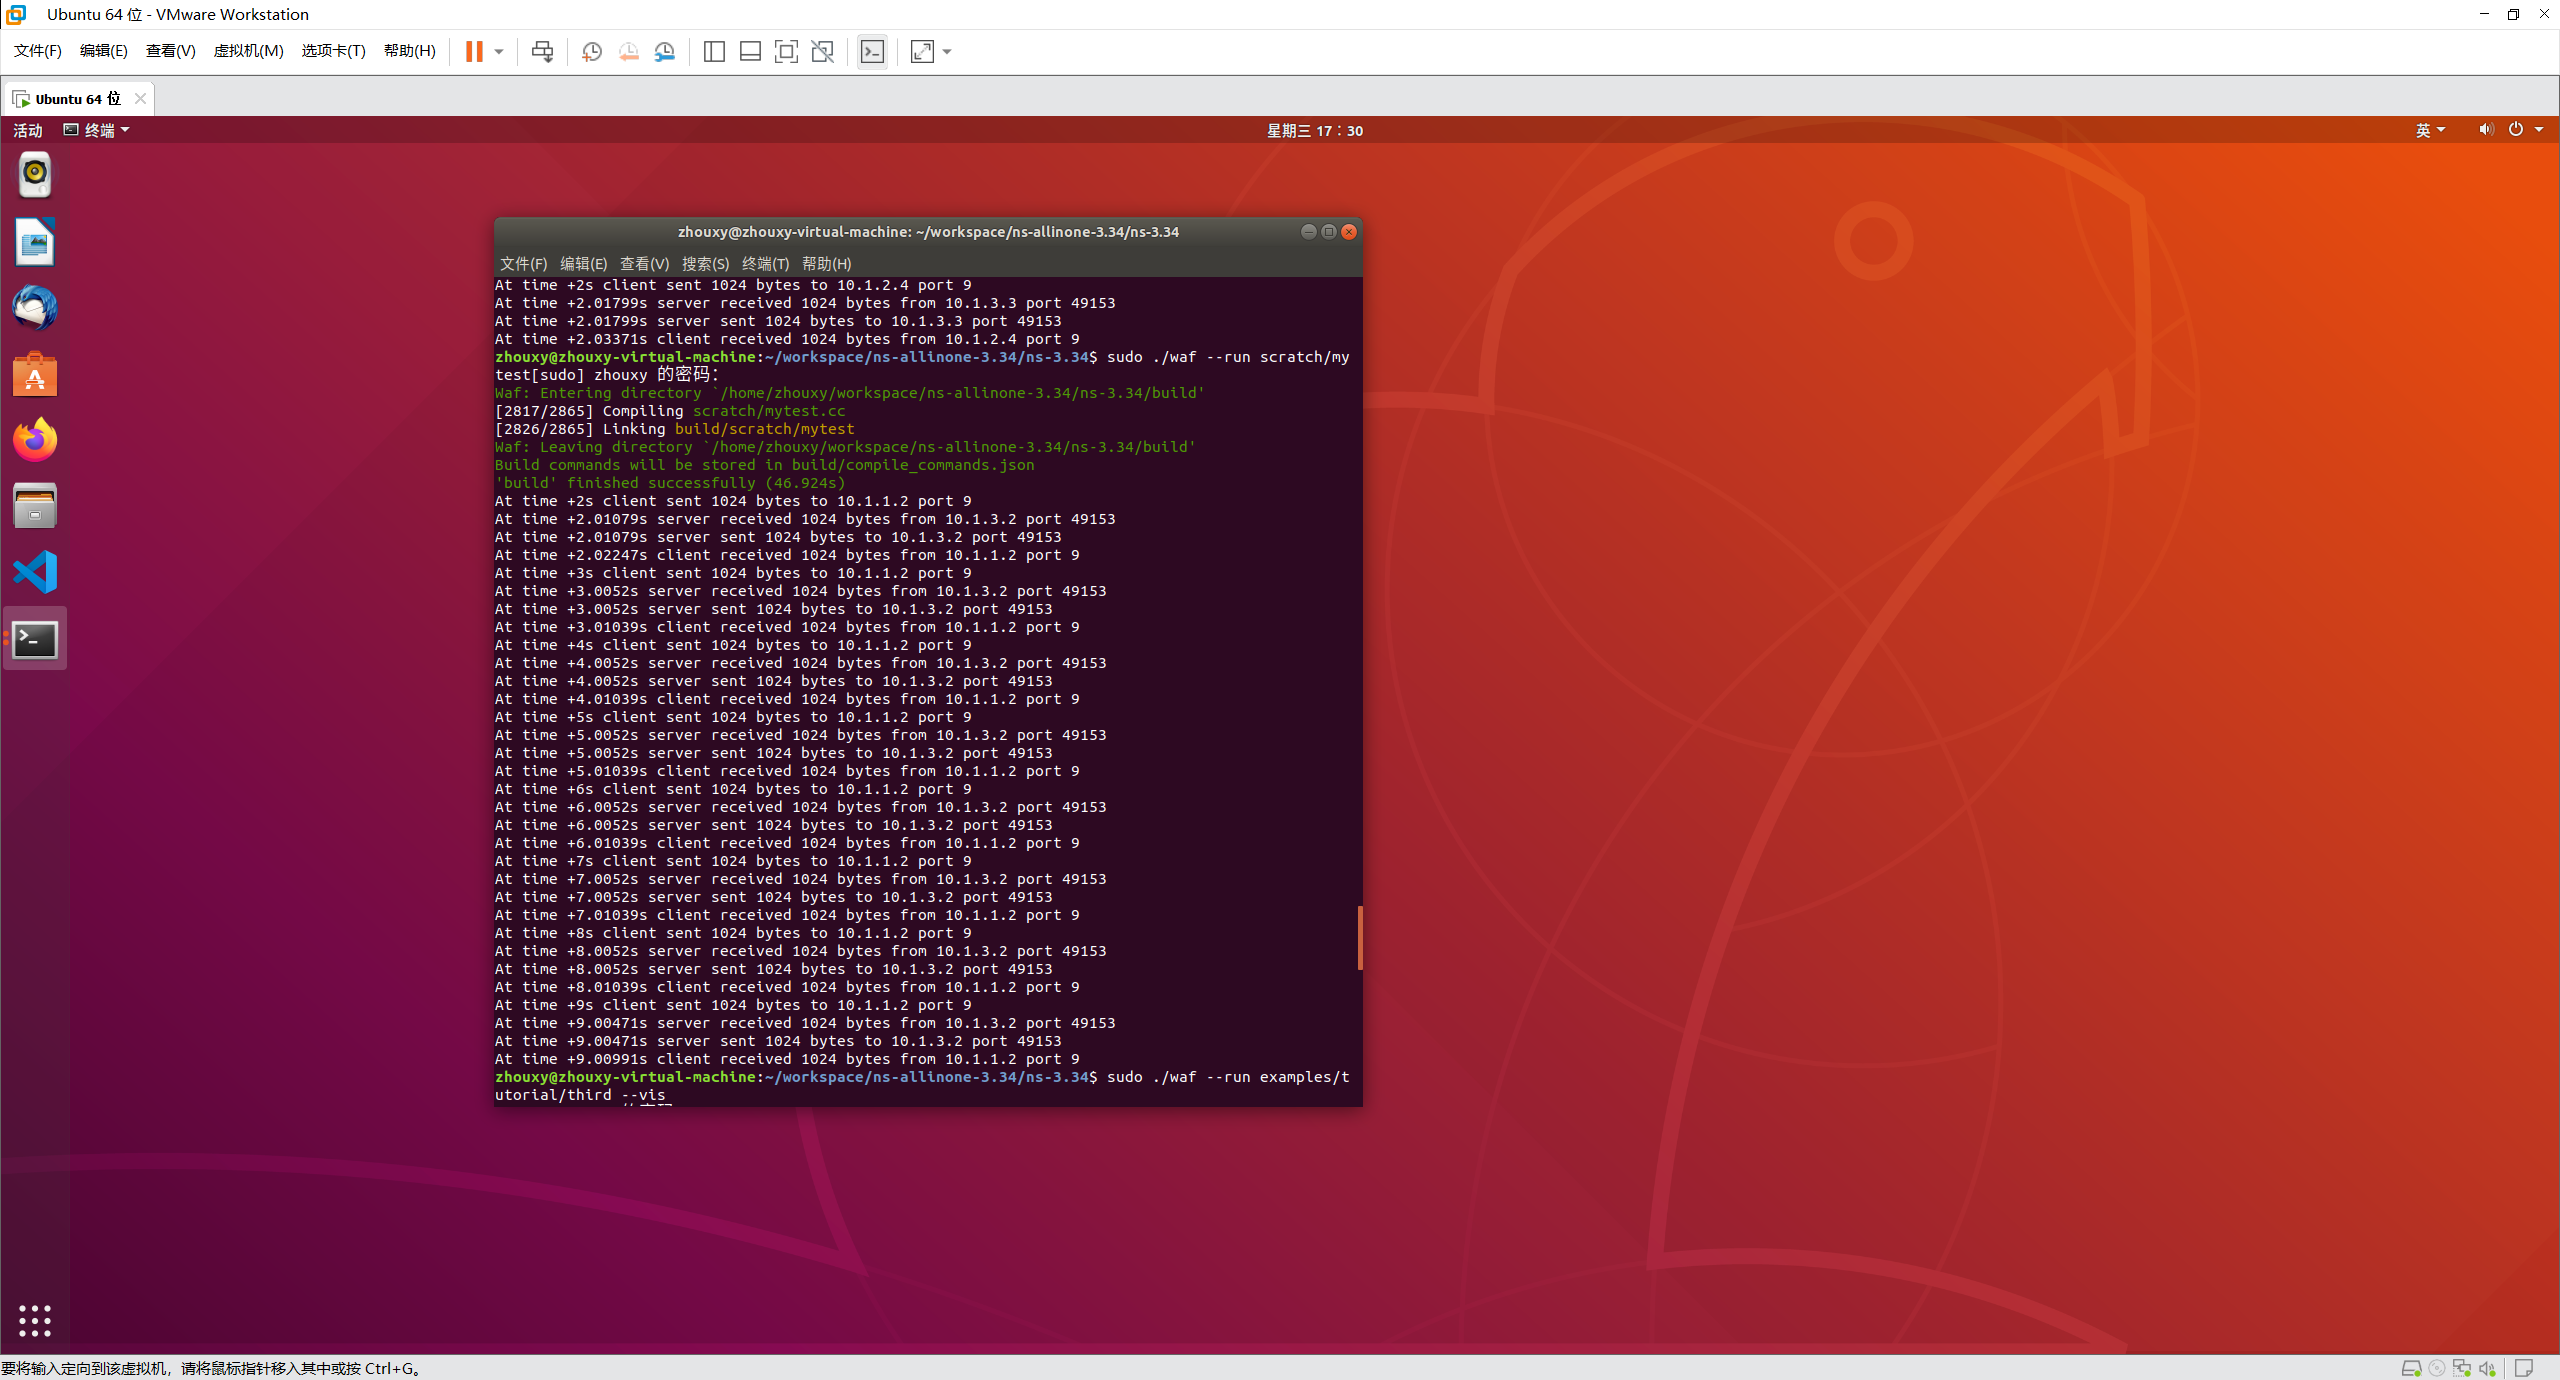 Ubuntu 64 位 - VMware Workstation
文件(F) 编辑(E) 查看(V) 虚拟机(M) 选项卡(T) 帮助(H)
Ubuntu 64 位
活动 终端 星期三 17：30 英
zhouxy@zhouxy-virtual-machine: ~/workspace/ns-allinone-3.34/ns-3.34
文件(F) 编辑(E) 查看(V) 搜索(S) 终端(T) 帮助(H)
At time +2s client sent 1024 bytes to 10.1.2.4 port 9
At time +2.01799s server received 1024 bytes from 10.1.3.3 port 49153
At time +2.01799s server sent 1024 bytes to 10.1.3.3 port 49153
At time +2.03371s client received 1024 bytes from 10.1.2.4 port 9
zhouxy@zhouxy-virtual-machine:~/workspace/ns-allinone-3.34/ns-3.34$ sudo ./waf --run scratch/my
test[sudo] zhouxy 的密码：
Waf: Entering directory `/home/zhouxy/workspace/ns-allinone-3.34/ns-3.34/build'
[2817/2865] Compiling scratch/mytest.cc
[2826/2865] Linking build/scratch/mytest
Waf: Leaving directory `/home/zhouxy/workspace/ns-allinone-3.34/ns-3.34/build'
Build commands will be stored in build/compile_commands.json
'build' finished successfully (46.924s)
At time +2s client sent 1024 bytes to 10.1.1.2 port 9
At time +2.01079s server received 1024 bytes from 10.1.3.2 port 49153
At time +2.01079s server sent 1024 bytes to 10.1.3.2 port 49153
At time +2.02247s client received 1024 bytes from 10.1.1.2 port 9
At time +3s client sent 1024 bytes to 10.1.1.2 port 9
At time +3.0052s server received 1024 bytes from 10.1.3.2 port 49153
At time +3.0052s server sent 1024 bytes to 10.1.3.2 port 49153
At time +3.01039s client received 1024 bytes from 10.1.1.2 port 9
At time +4s client sent 1024 bytes to 10.1.1.2 port 9
At time +4.0052s server received 1024 bytes from 10.1.3.2 port 49153
At time +4.0052s server sent 1024 bytes to 10.1.3.2 port 49153
At time +4.01039s client received 1024 bytes from 10.1.1.2 port 9
At time +5s client sent 1024 bytes to 10.1.1.2 port 9
At time +5.0052s server received 1024 bytes from 10.1.3.2 port 49153
At time +5.0052s server sent 1024 bytes to 10.1.3.2 port 49153
At time +5.01039s client received 1024 bytes from 10.1.1.2 port 9
At time +6s client sent 1024 bytes to 10.1.1.2 port 9
At time +6.0052s server received 1024 bytes from 10.1.3.2 port 49153
At time +6.0052s server sent 1024 bytes to 10.1.3.2 port 49153
At time +6.01039s client received 1024 bytes from 10.1.1.2 port 9
At time +7s client sent 1024 bytes to 10.1.1.2 port 9
At time +7.0052s server received 1024 bytes from 10.1.3.2 port 49153
At time +7.0052s server sent 1024 bytes to 10.1.3.2 port 49153
At time +7.01039s client received 1024 bytes from 10.1.1.2 port 9
At time +8s client sent 1024 bytes to 10.1.1.2 port 9
At time +8.0052s server received 1024 bytes from 10.1.3.2 port 49153
At time +8.0052s server sent 1024 bytes to 10.1.3.2 port 49153
At time +8.01039s client received 1024 bytes from 10.1.1.2 port 9
At time +9s client sent 1024 bytes to 10.1.1.2 port 9
At time +9.00471s server received 1024 bytes from 10.1.3.2 port 49153
At time +9.00471s server sent 1024 bytes to 10.1.3.2 port 49153
At time +9.00991s client received 1024 bytes from 10.1.1.2 port 9
zhouxy@zhouxy-virtual-machine:~/workspace/ns-allinone-3.34/ns-3.34$ sudo ./waf --run examples/t
utorial/third --vis
要将输入定向到该虚拟机，请将鼠标指针移入其中或按 Ctrl+G。